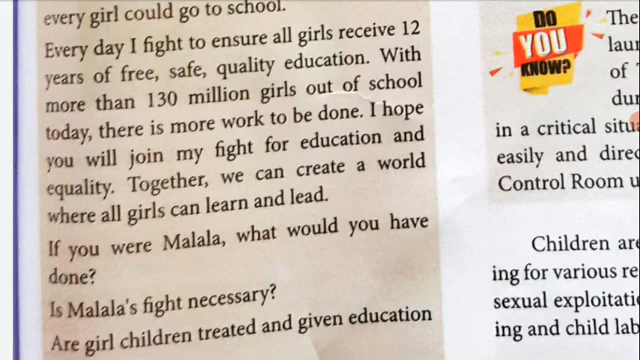 every girl could go to school.
Every day I fight to ensure all girls receive 12
years of free, safe, quality education. With
more than 130 million girls out of school
today, there is more work to be done. I hope
you will join my fight for education and
equality. Together, we can create a world
where all girls can learn and lead.
If you were Malala, what would you have
done?
Is Malala's fight necessary?
Are girl children treated and given education
DO
YOU
KNOW?
The
laun
of
dur
in a critical situa
easily and direc
Control Room u
Children are
ing for various re
sexual exploitati
ing and child lab